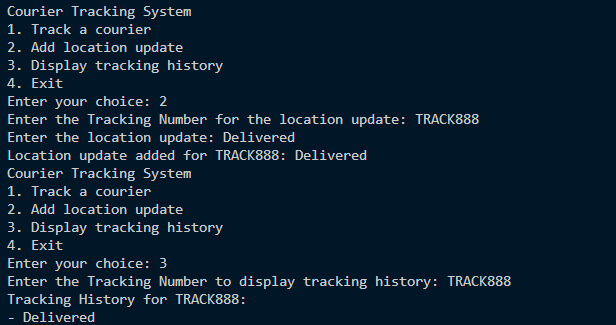 Courier Tracking System
1. Track a courier
2. Add location update
3. Display tracking history
4. Exit
Enter your choice: 2
Enter the Tracking Number for the location update: TRACK888
Enter the location update: Delivered
Location update added for TRACK888: Delivered
Courier Tracking System
1. Track a courier
2. Add location update
3. Display tracking history
4. Exit
Enter your choice: 3
Enter the Tracking Number to display tracking history: TRACK888
Tracking History for TRACK888:
- Delivered